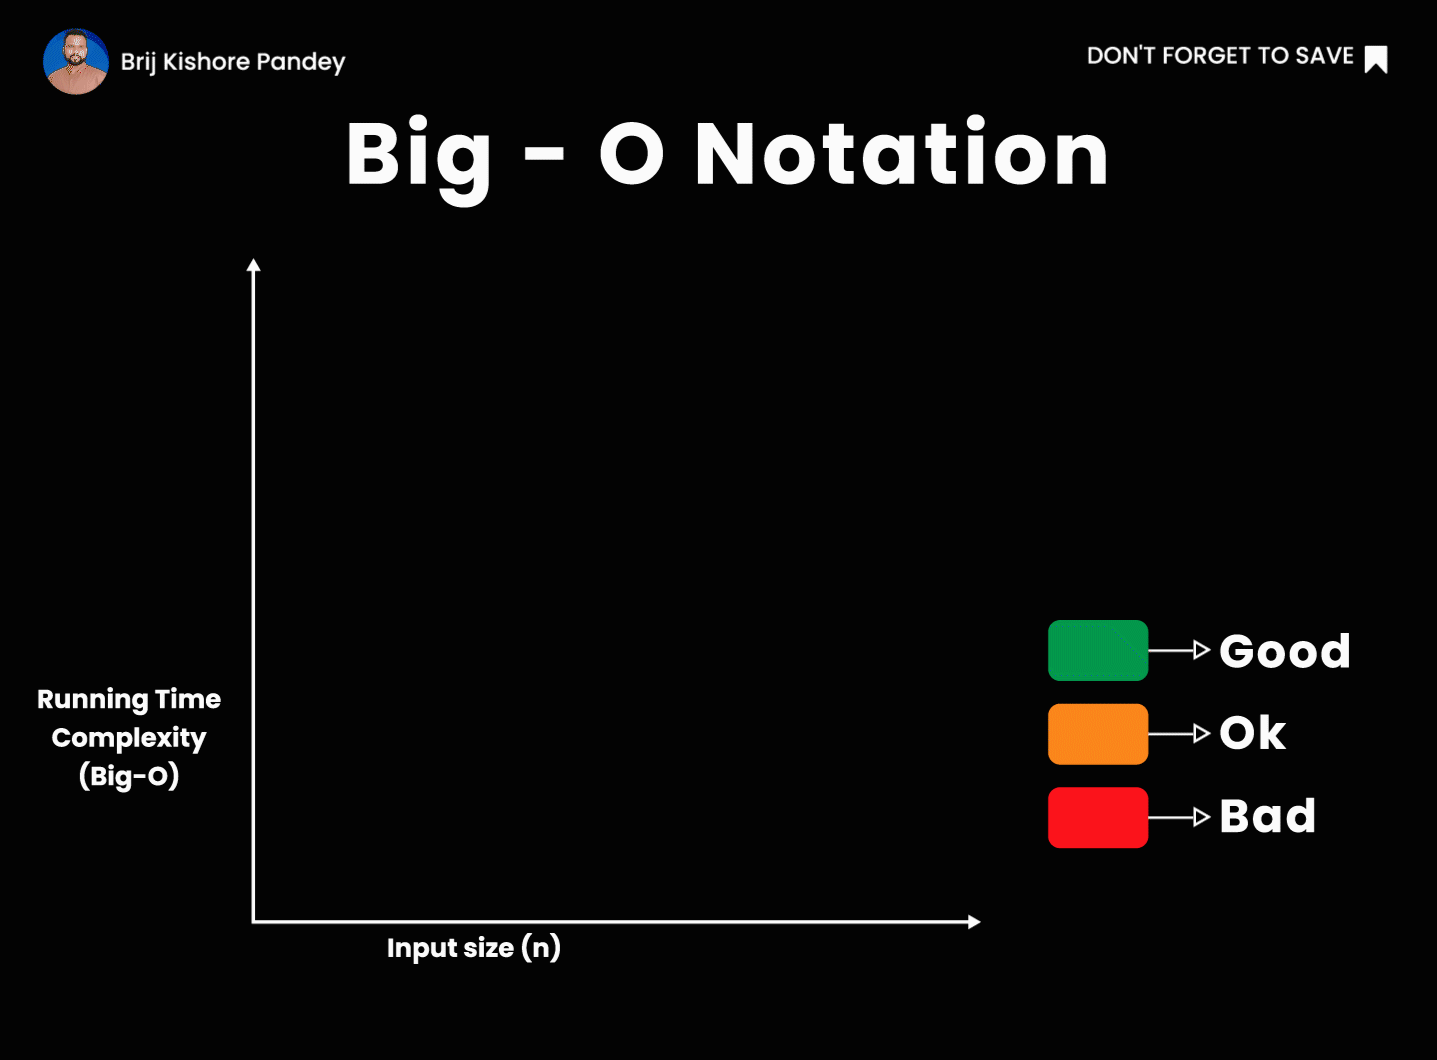 Brij Kishore Pandey
DON'T FORGET TO SAVE
Big - O Notation
Running Time
Complexity
(Big-O)
Good
Ok
Bad
Input size (n)